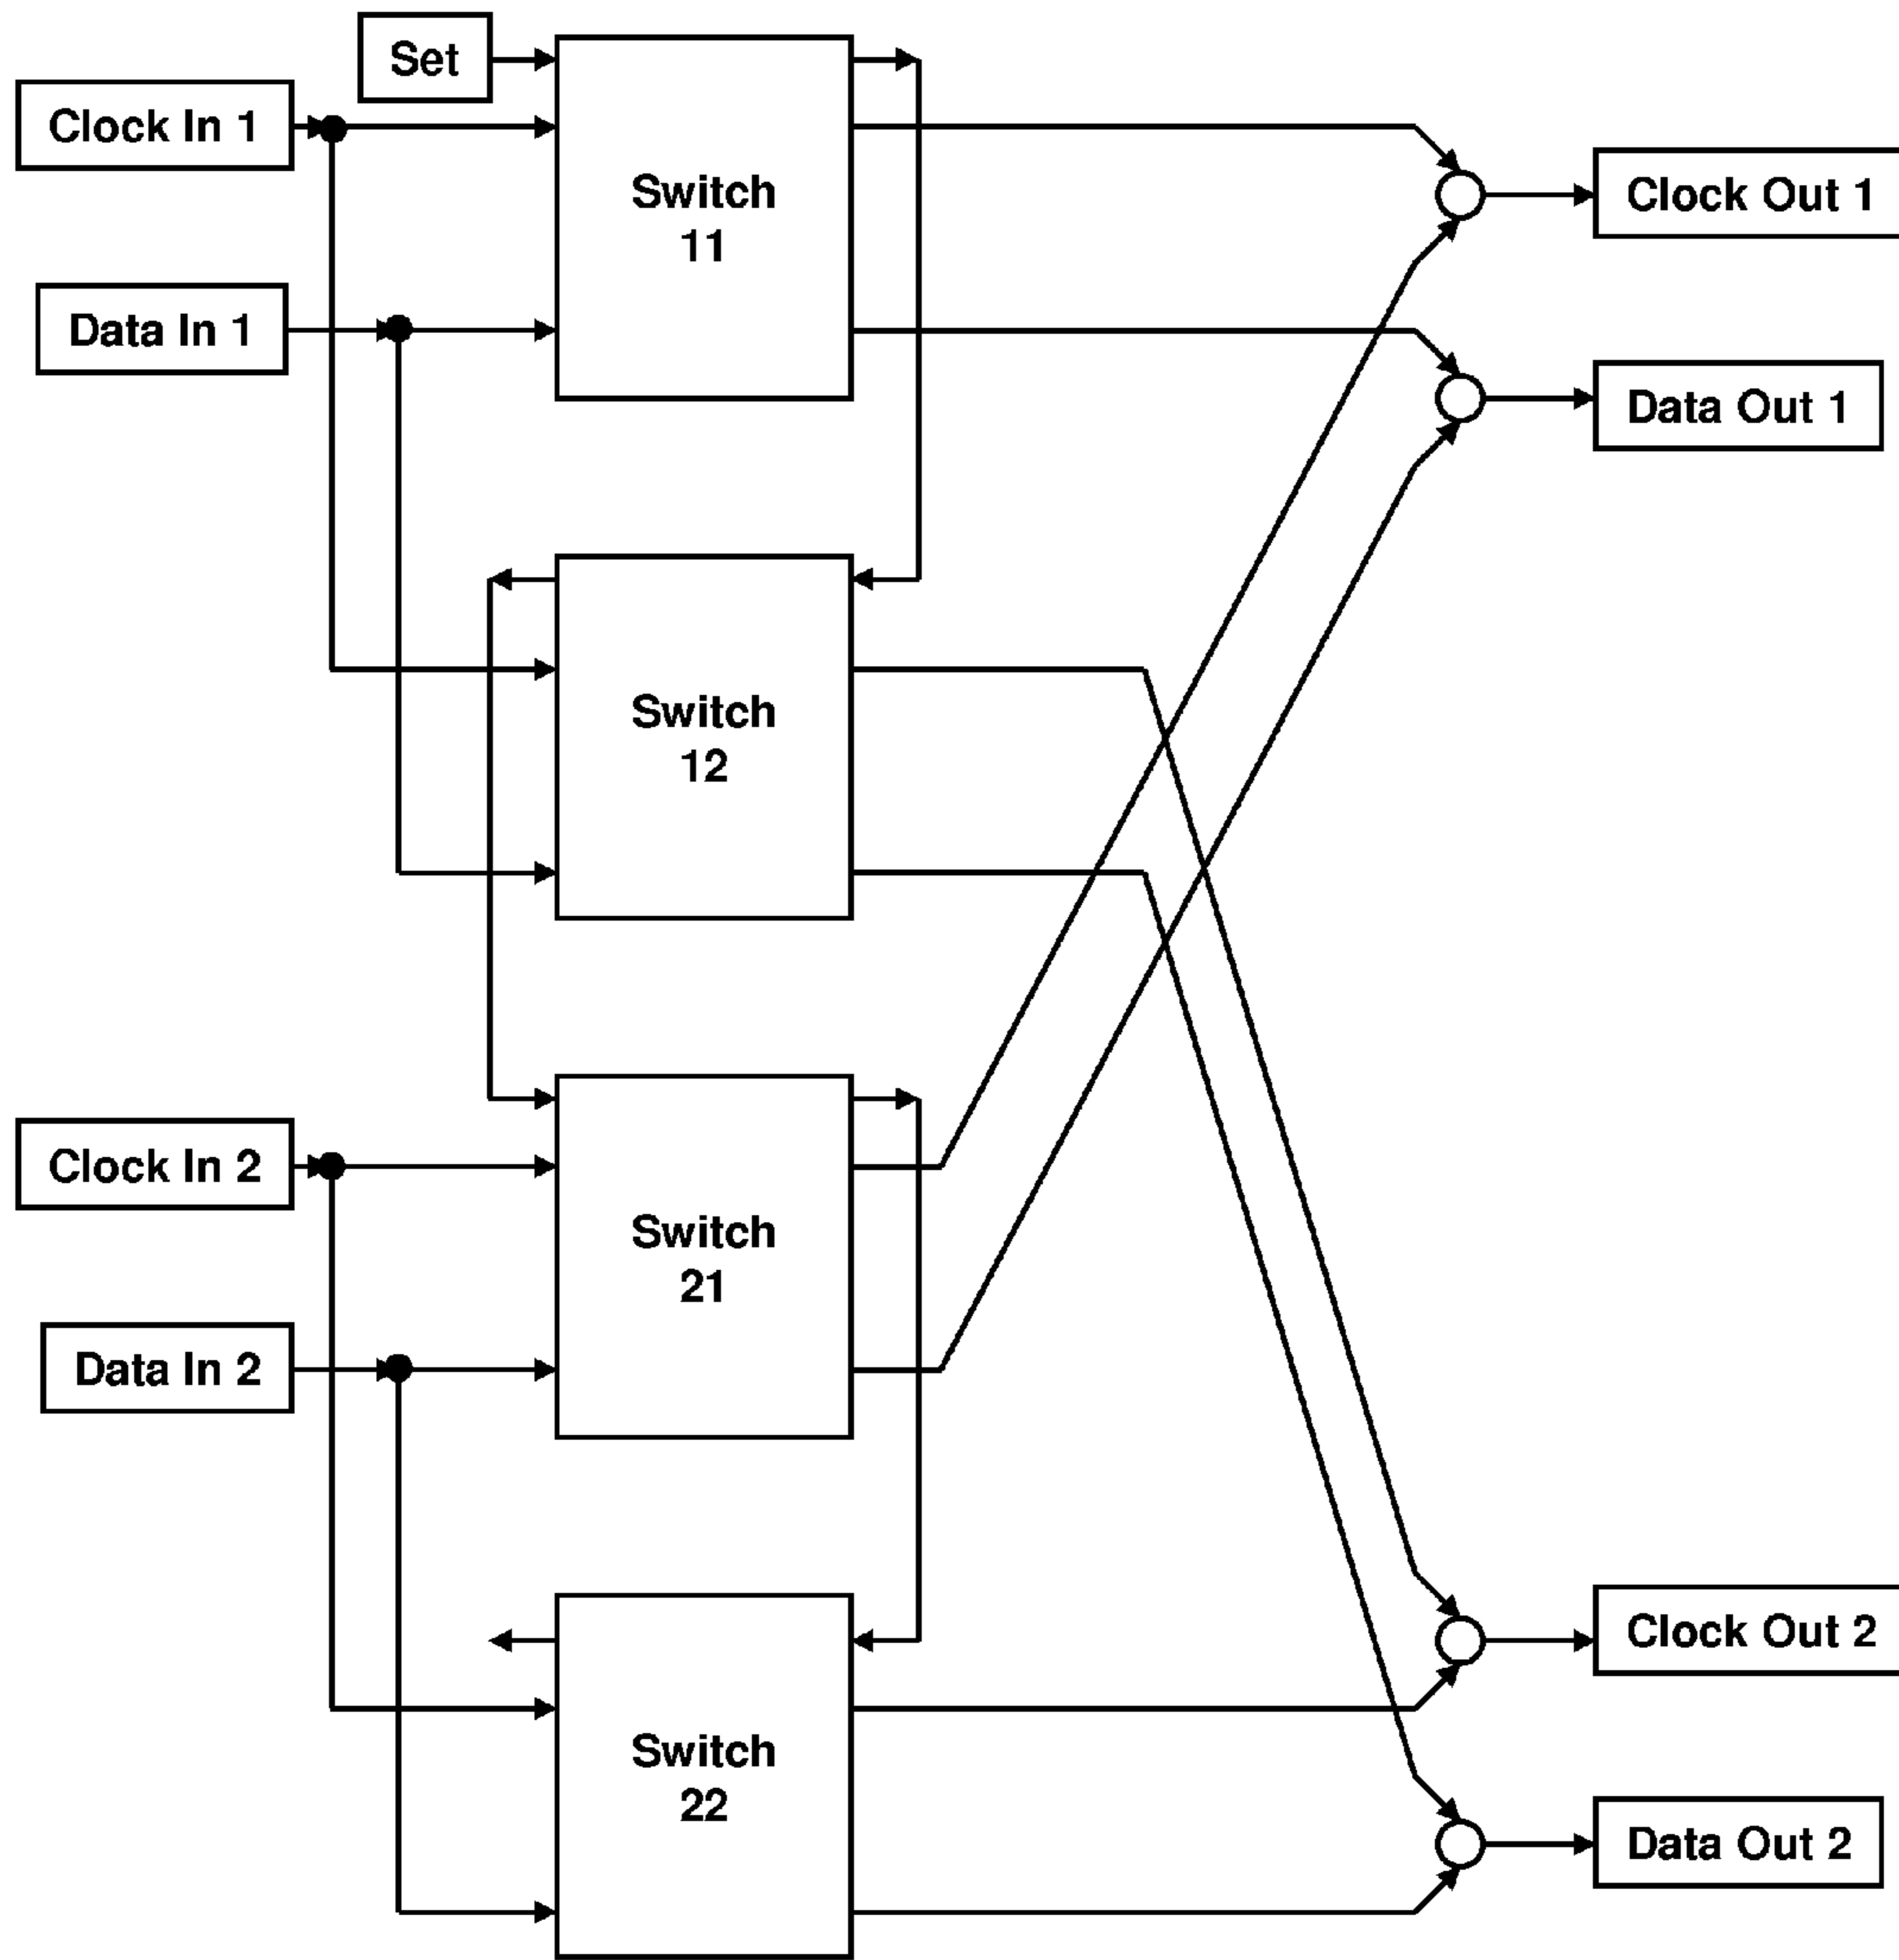 Set
Clock In 1
Clock Out 1
Switch
11
Data In 1
Data Out 1
Switch
12
Clock In 2
Switch
21
Data In 2
Clock Out 2
Switch
22
Data Out 2